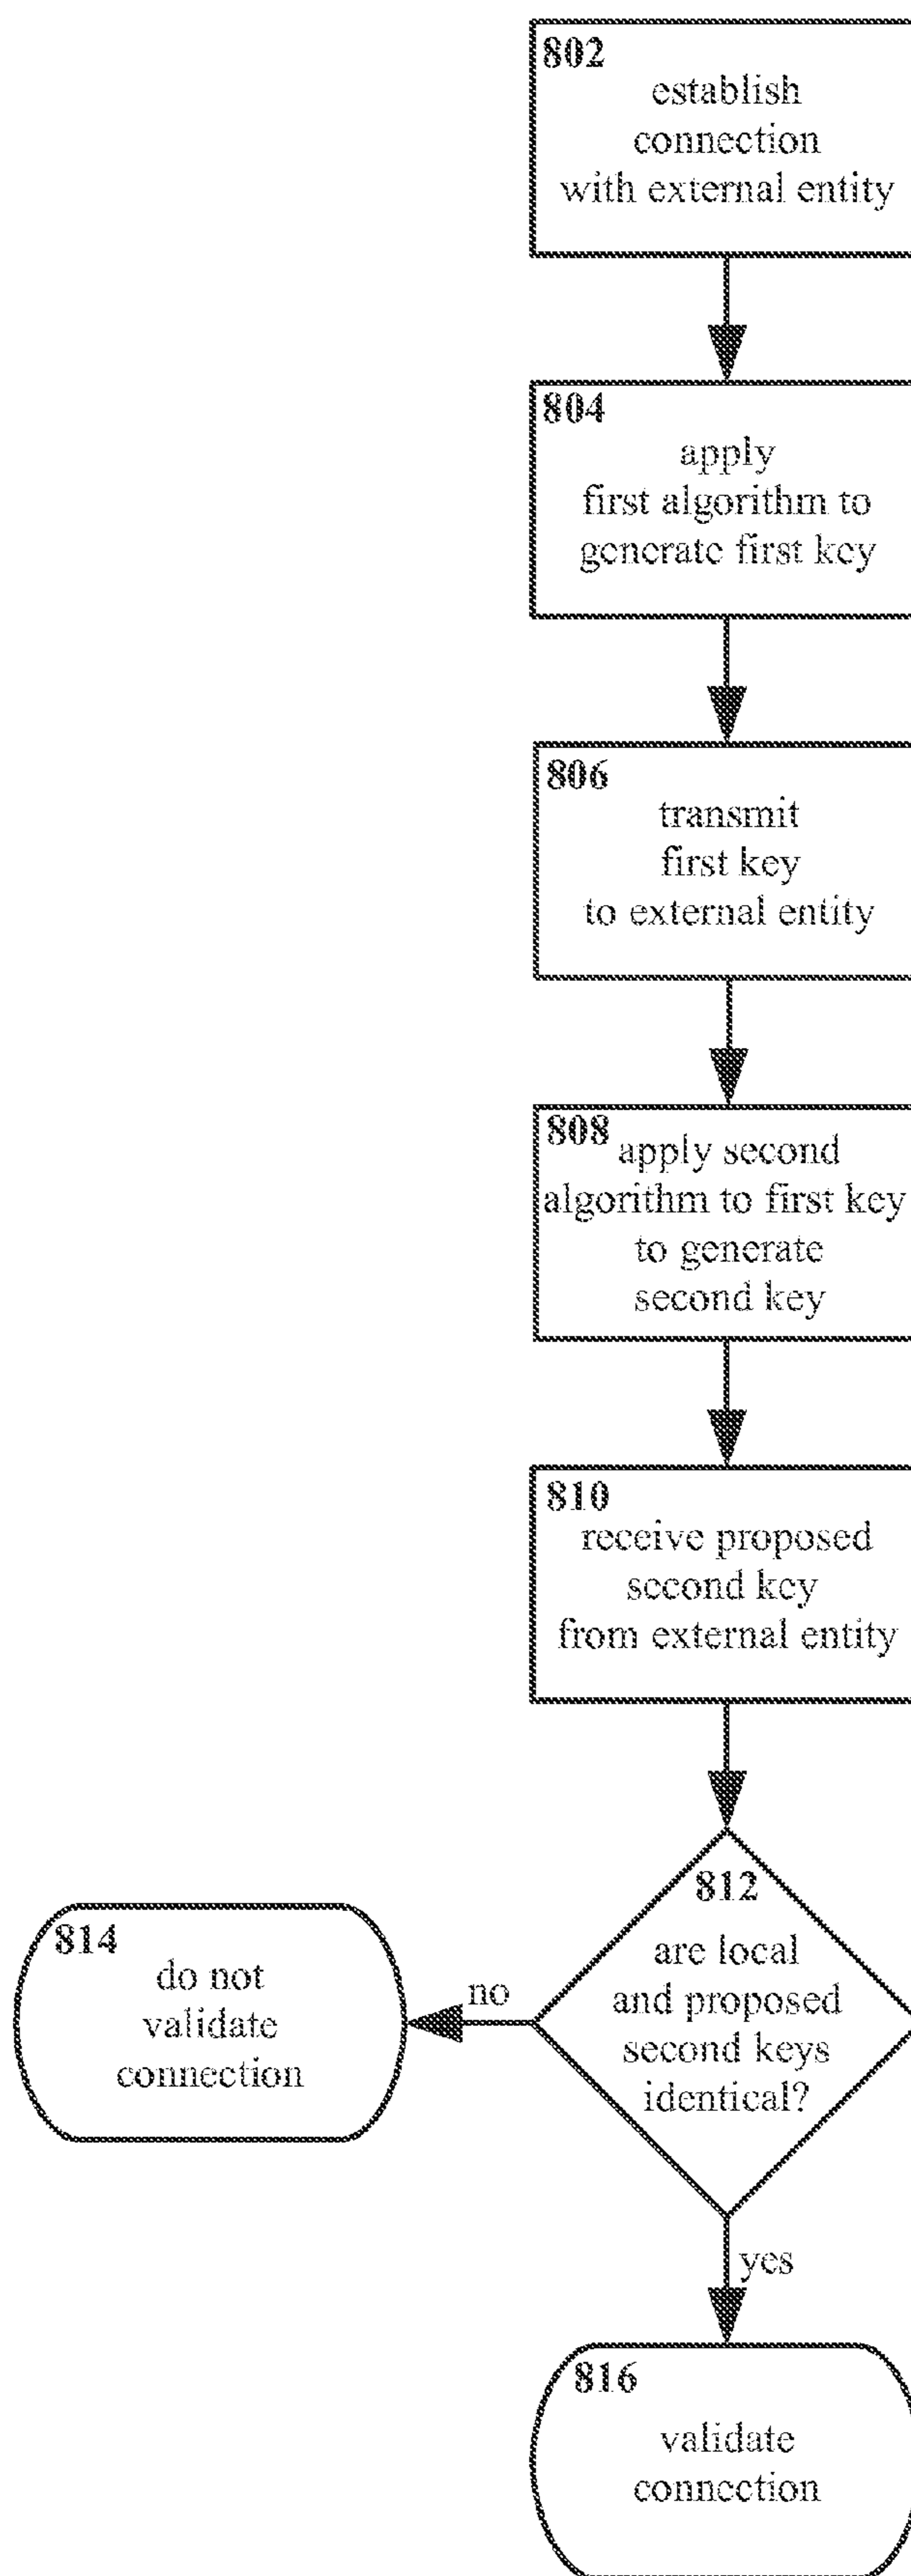 802
establish
connection
with external entity
804
apply
first algorithm to
generate first key
806
transmit
first key
to external entity
808
apply second
algorithm to first key
to generate
second key
810
receive proposed
second key
from external entity
812
are local
and proposed
second keys
identical?
no
814
do not
validate
connection
yes
816
validate
connection